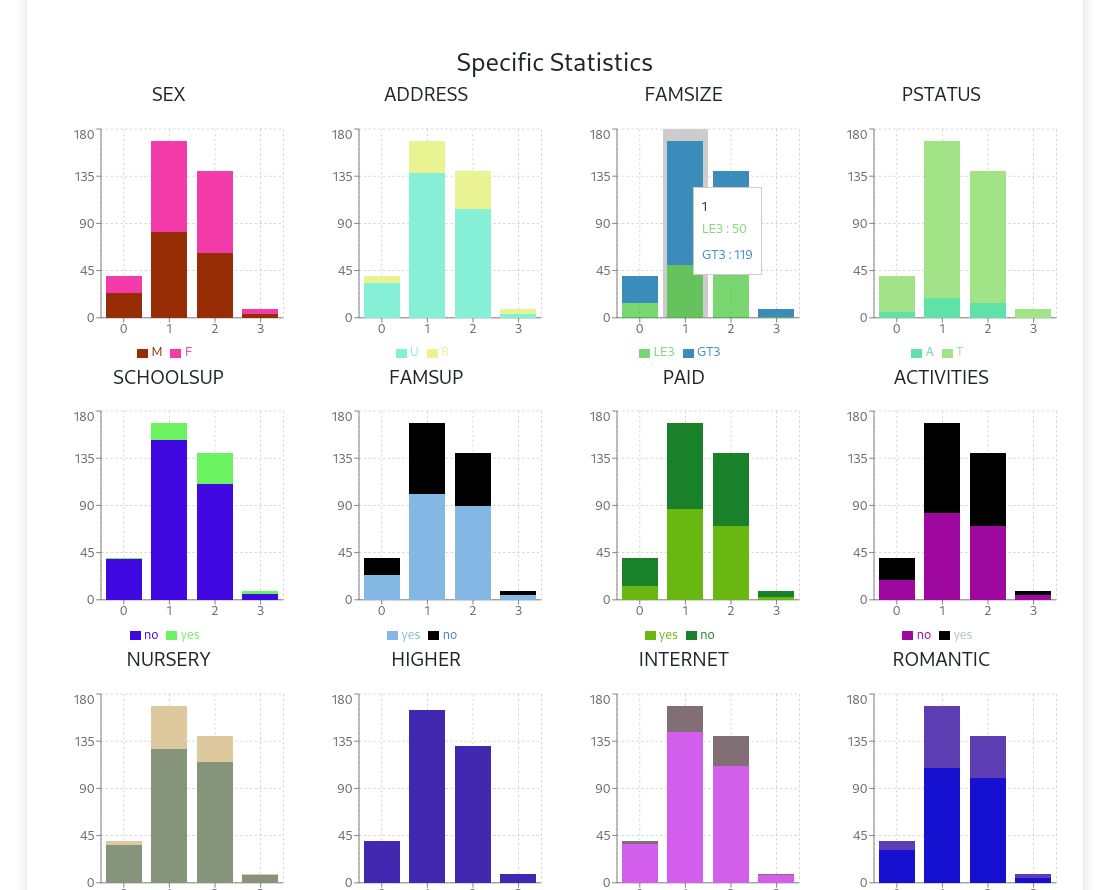 Specific Statistics
SEX ADDRESS FAMSIZE PSTATUS
180 180 180 180
135 135 135 135
1
LE3 : 50
90 90 90 90
GT3 : 119
45 45 45 45
0 0 0 0
0 1 2 3 0 1 2 3 0 1 2 3 0 1 2 3
M F U R LE3 GT3 A T
SCHOOLSUP FAMSUP PAID ACTIVITIES
180 180 180 180
135 135 135 135
90 90 90 90
45 45 45 45
0 0 0 0
0 1 2 3 0 1 2 3 0 1 2 3 0 1 2 3
no yes yes no yes no no yes
NURSERY HIGHER INTERNET ROMANTIC
180 180 180 180
135 135 135 135
90 90 90 90
45 45 45 45
0 0 0 0